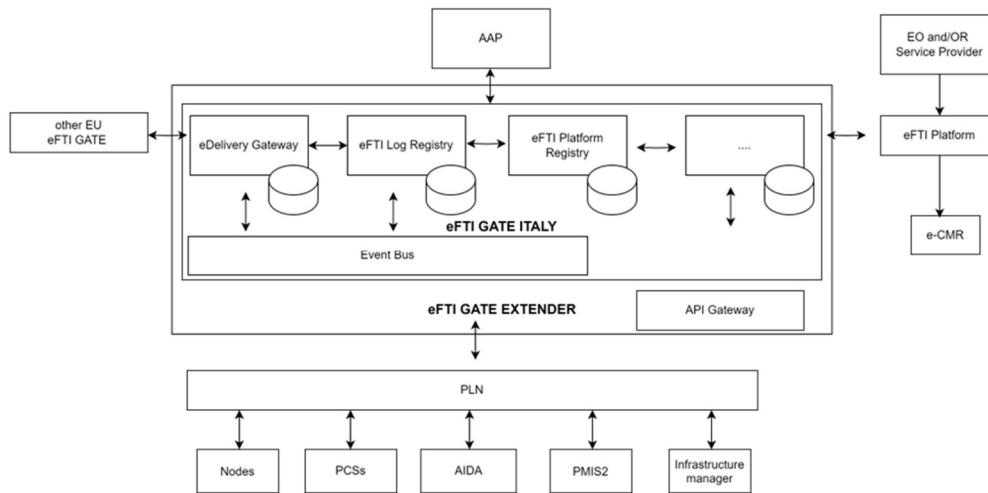 AAP
EO and/OR
Service Provider
other EU
eFTI GATE
eDelivery Gateway
eFTI Log Registry
eFTI Platform
Registry
....
eFTI Platform
eFTI GATE ITALY
Event Bus
e-CMR
API Gateway
eFTI GATE EXTENDER
PLN
Nodes
PCSs
AIDA
PMIS2
Infrastructure
manager